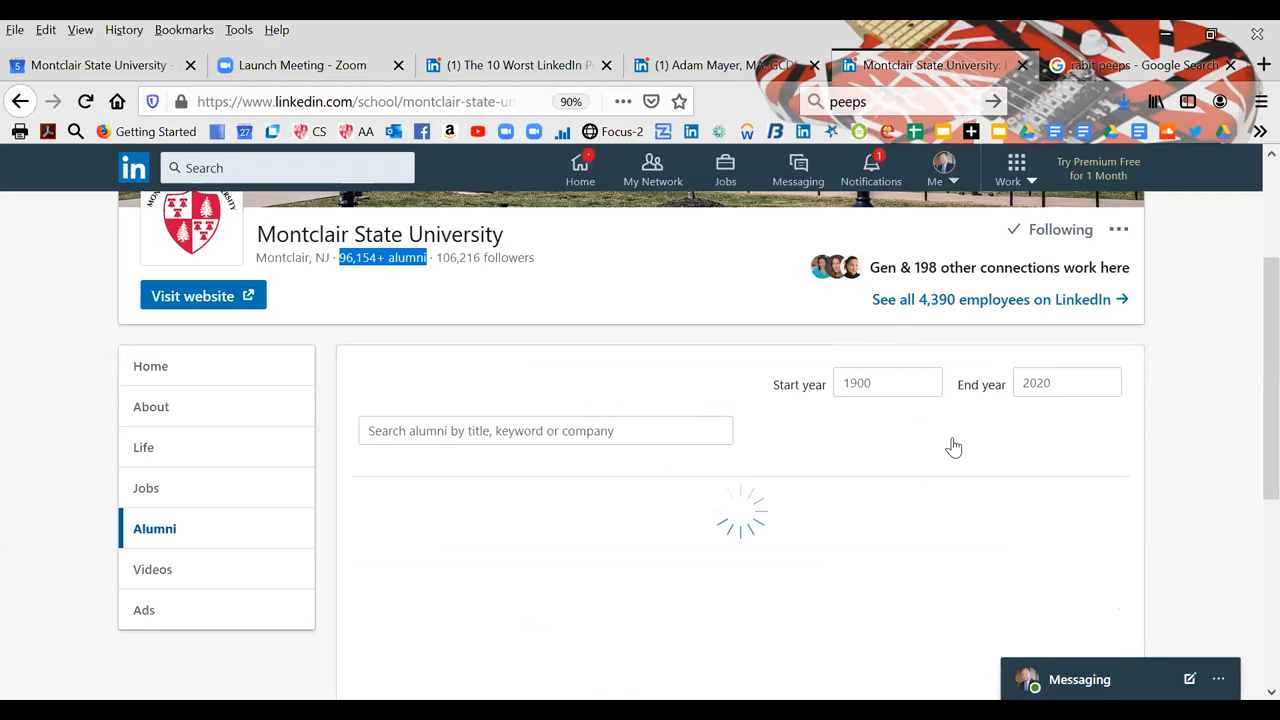 File Edit View History Bookmarks Tools Help
Montclair State University -
Launch Meeting - Zoom
(1) The 10 Worst LinkedIn P
(1) Adam Mayer, MA, GCDF
Montclair State University: 
rabit peeps - Google Search
https://www.linkedin.com/school/montclair-state-un
90%
peeps
Getting Started
27
CS
AA
Focus-2
in
Search
Home
My Network
Jobs
Messaging
1
Notifications
Me
Work
Try Premium Free
for 1 Month
Montclair State University
Montclair, NJ · 96,154+ alumni · 106,216 followers
Following
Gen & 198 other connections work here
Visit website
See all 4,390 employees on LinkedIn
Home
About
Life
Jobs
Alumni
Videos
Ads
Start year 1900 End year 2020
Search alumni by title, keyword or company
Messaging